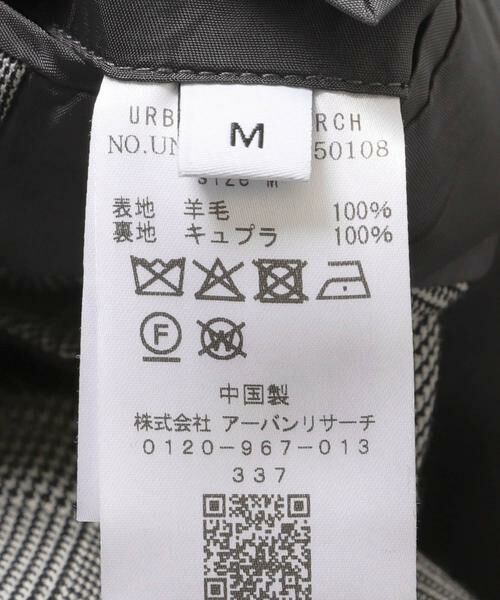 M
URB RCH
NO.UN 50108
SIZE M
表地 羊毛 100%
裏地 キュプラ 100%
F
W
中国製
株式会社 アーバンリサーチ
0120-967-013
337